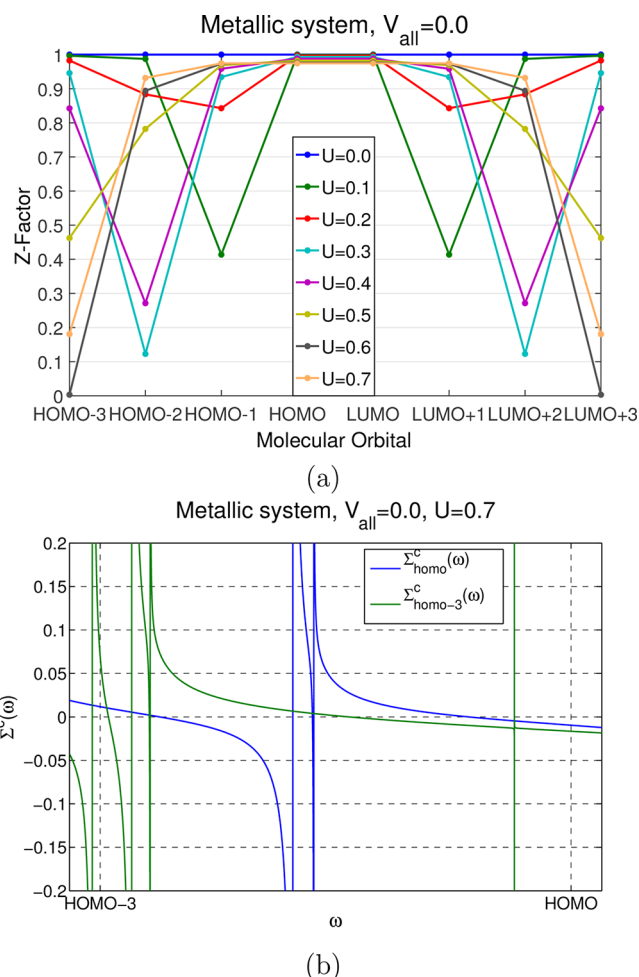 Metallic system, V_all=0.0
1
0.9
0.8
0.7
0.6
0.5
0.4
0.3
0.2
0.1
0
Z-Factor
U=0.0
U=0.1
U=0.2
U=0.3
U=0.4
U=0.5
U=0.6
U=0.7
HOMO-3 HOMO-2 HOMO-1 HOMO LUMO LUMO+1 LUMO+2 LUMO+3
Molecular Orbital
(a)
Metallic system, V_all=0.0, U=0.7
0.2
0.15
0.1
0.05
0
-0.05
-0.1
-0.15
-0.2
Σ^c(ω)
Σ^c_homo(ω)
Σ^c_homo−3(ω)
HOMO−3 HOMO
ω
(b)